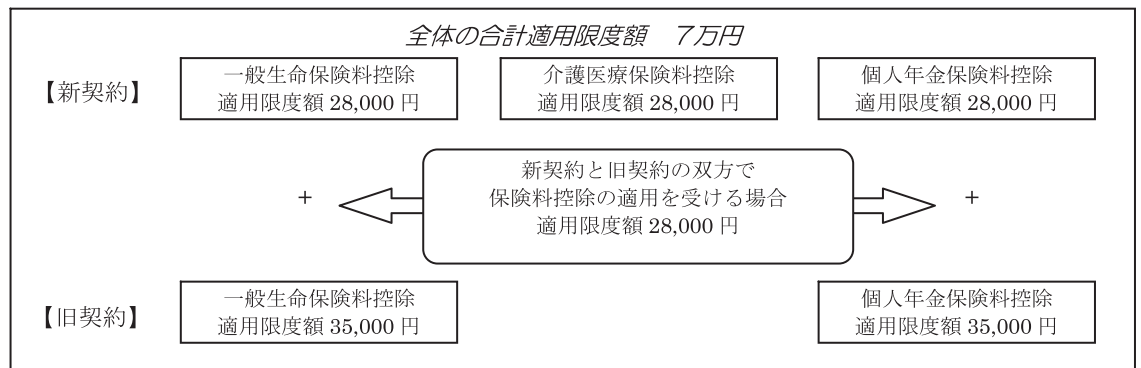 全体の合計適用限度額　７万円
【新契約】
一般生命保険料控除
適用限度額 28,000 円
介護医療保険料控除
適用限度額 28,000 円
個人年金保険料控除
適用限度額 28,000 円
+
新契約と旧契約の双方で
保険料控除の適用を受ける場合
適用限度額 28,000 円
+
【旧契約】
一般生命保険料控除
適用限度額 35,000 円
個人年金保険料控除
適用限度額 35,000 円